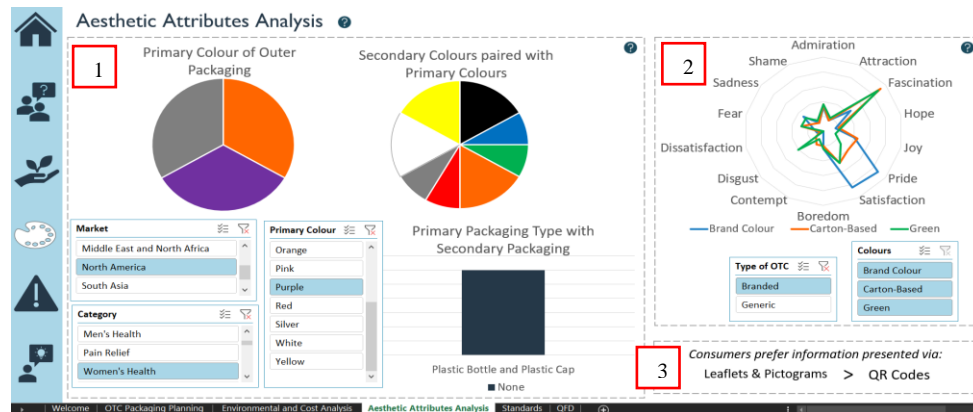 Aesthetic Attributes Analysis ?
1
Primary Colour of Outer
Packaging
Secondary Colours paired with
Primary Colours
?
Market
Middle East and North Africa
North America
South Asia
Category
Men's Health
Pain Relief
Women's Health
Primary Colour
Orange
Pink
Purple
Red
Silver
White
Yellow
Primary Packaging Type with
Secondary Packaging
Plastic Bottle and Plastic Cap
None
2
?
Admiration
Attraction
Fascination
Hope
Joy
Pride
Satisfaction
Boredom
Contempt
Disgust
Dissatisfaction
Fear
Sadness
Shame
Brand Colour
Carton-Based
Green
Type of OTC
Branded
Generic
Colours
Brand Colour
Carton-Based
Green
3
Consumers prefer information presented via:
Leaflets & Pictograms > QR Codes
Welcome
OTC Packaging Planning
Environmental and Cost Analysis
Aesthetic Attributes Analysis
Standards
QFD